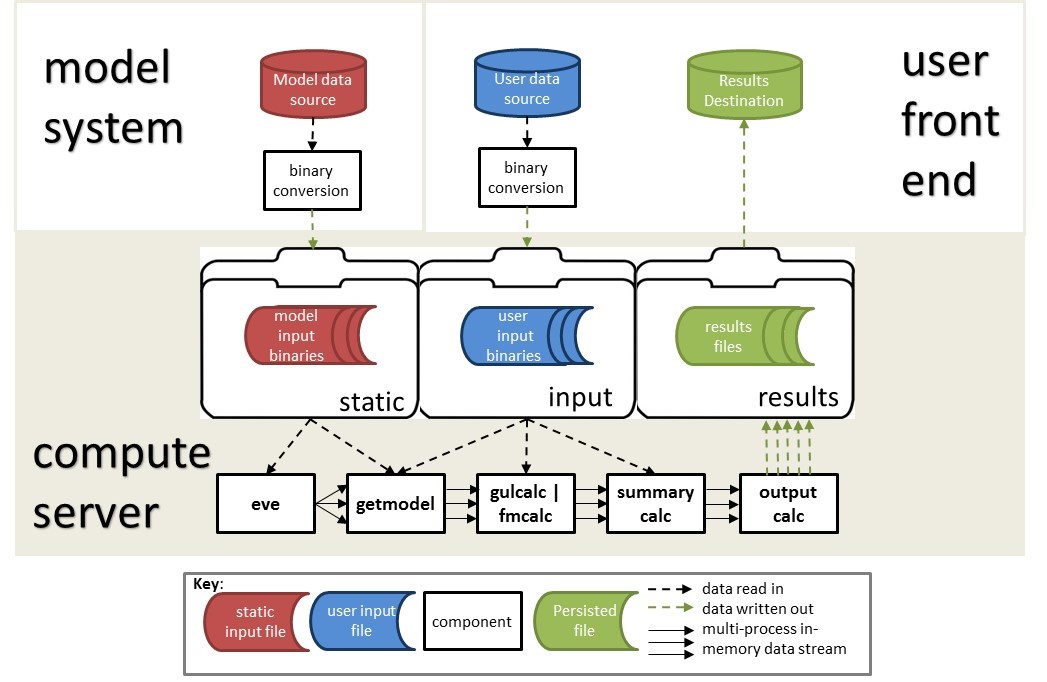 model
system
Model data
source
binary
conversion
User data
source
binary
conversion
Results
Destination
user
front
end
model
input
binaries
static
user
input
binaries
input
results
files
results
compute
server
eve
getmodel
gulcalc |
fmcalc
summary
calc
output
calc
Key:
static
input file
user input
file
component
Persisted
file
data read in
data written out
multi-process in-
memory data stream